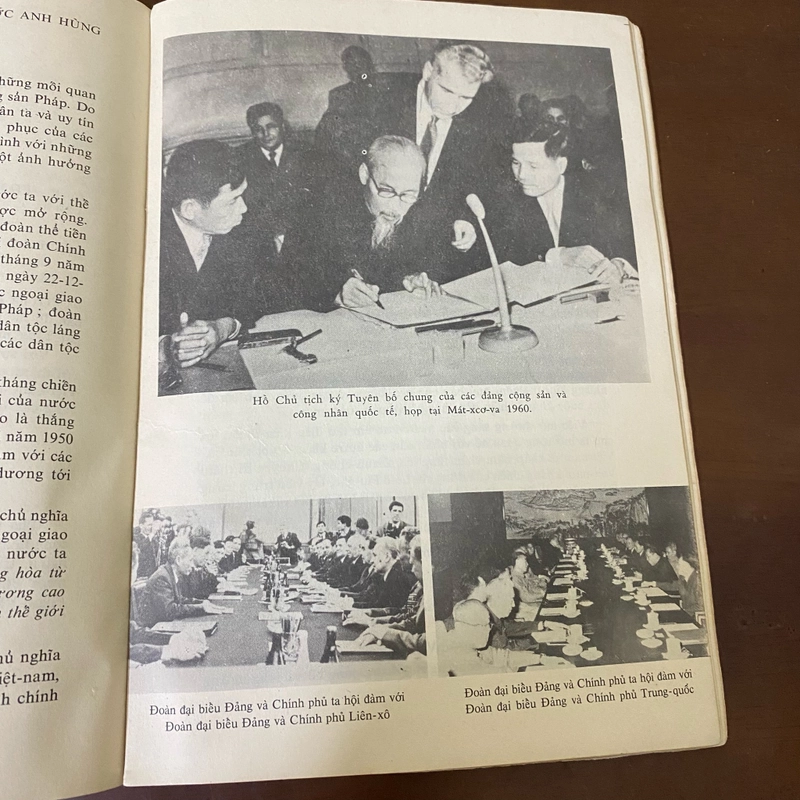 ỚC ANH HÙNG
hững mối quan
g sản Pháp. Do
ân ta và uy tín
phục của các
ình với những
ột ảnh hưởng
ớc ta với thế
ợc mở rộng.
đoàn thể tiền
đoàn Chính
tháng 9 năm
ngày 22-12-
c ngoại giao
Pháp ; đoàn
dân tộc láng
các dân tộc
kháng chiến
i của nước
o là thắng
năm 1950
m với các
dương tới
chủ nghĩa
goại giao
nước ta
g hòa từ
ương cao
thế giới
hủ nghĩa
iệt-nam,
h chính
Hồ Chủ tịch ký Tuyên bố chung của các đảng cộng sản và
công nhân quốc tế, họp tại Mát-xcơ-va 1960.
Đoàn đại biểu Đảng và Chính phủ ta hội đàm với
Đoàn đại biểu Đảng và Chính phủ Liên-xô
Đoàn đại biểu Đảng và Chính phủ ta hội đàm với
Đoàn đại biểu Đảng và Chính phủ Trung-quốc